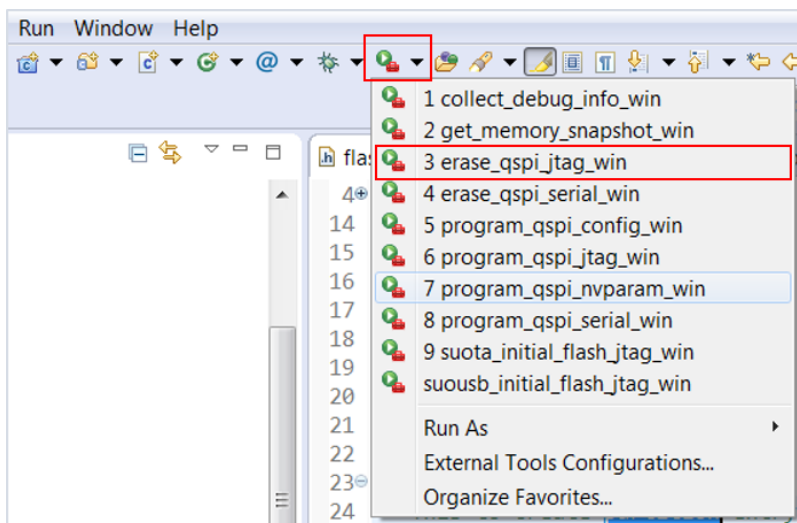 Run Window Help
1 collect_debug_info_win
2 get_memory_snapshot_win
3 erase_qspi_jtag_win
4 erase_qspi_serial_win
5 program_qspi_config_win
6 program_qspi_jtag_win
7 program_qspi_nvparam_win
8 program_qspi_serial_win
9 suota_initial_flash_jtag_win
suousb_initial_flash_jtag_win
Run As
External Tools Configurations...
Organize Favorites...
.h fla
4
14
15
16
17
18
19
20
21
22
23
24